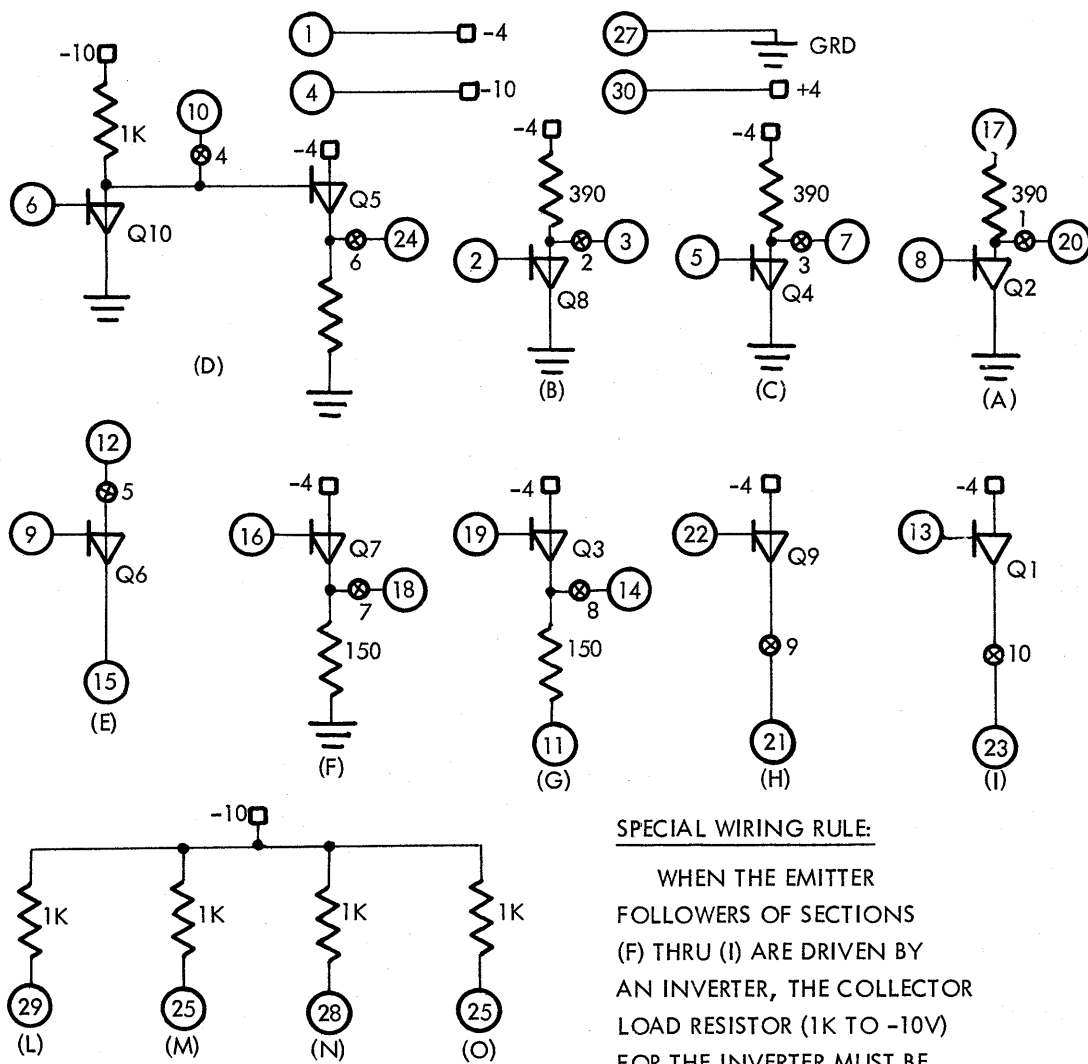 1 -4
27 GRD
4 -10
30 +4
-10
1K
10
4
6
Q10
-4
Q5
24
6
(D)
-4
390
2
3
2
Q8
(B)
-4
390
5
7
3
Q4
(C)
17
390
1
8
20
Q2
(A)
12
5
9
Q6
15
(E)
-4
16
Q7
7
18
150
(F)
-4
19
Q3
8
14
150
11
(G)
-4
22
Q9
9
21
(H)
-4
13
Q1
10
23
(I)
-10
1K 1K 1K 1K
29 25 28 25
(L) (M) (N) (O)
SPECIAL WIRING RULE:
WHEN THE EMITTER
FOLLOWERS OF SECTIONS
(F) THRU (I) ARE DRIVEN BY
AN INVERTER, THE COLLECTOR
LOAD RESISTOR (1K TO -10V)
FOR THE INVERTER MUST BE